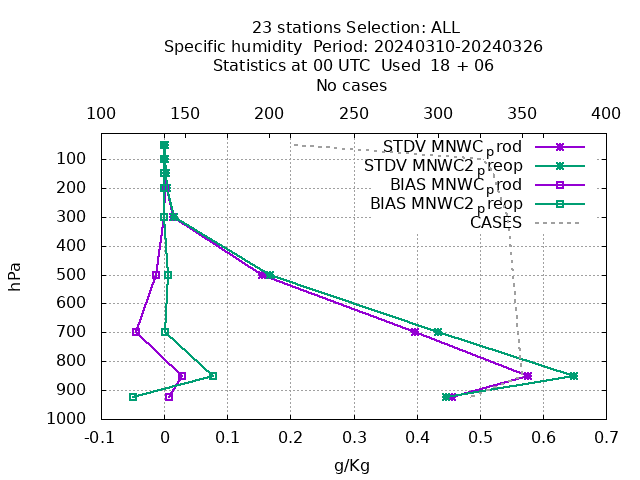 23 stations Selection: ALL
Specific humidity  Period: 20240310-20240326
Statistics at 00 UTC  Used  18 + 06
No cases
100 150 200 250 300 350 400
STDV MNWC_prod
STDV MNWC2_preop
BIAS MNWC_prod
BIAS MNWC2_preop
CASES
100
200
300
400
500
600
700
800
900
1000
hPa
-0.1 0 0.1 0.2 0.3 0.4 0.5 0.6 0.7
g/Kg